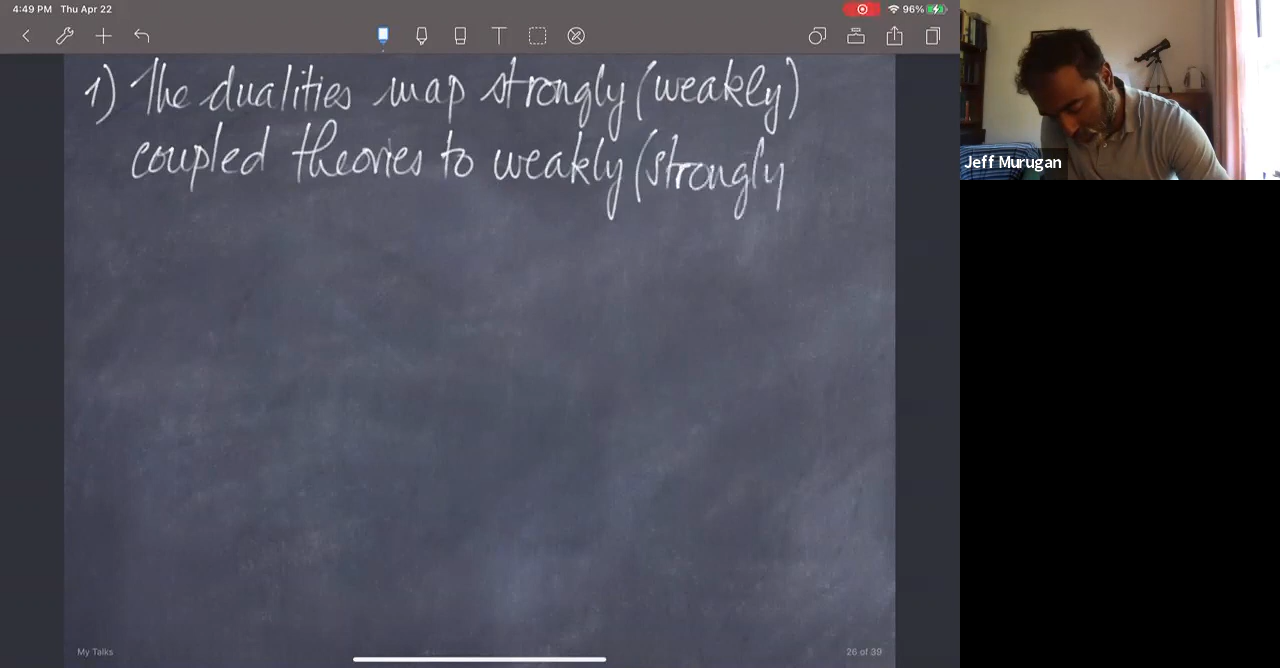 4:49 PM Thu Apr 22
96%
1) The dualities map strongly (weakly)
coupled theories to weakly (strongly
Jeff Murugan
My Talks
26 of 39